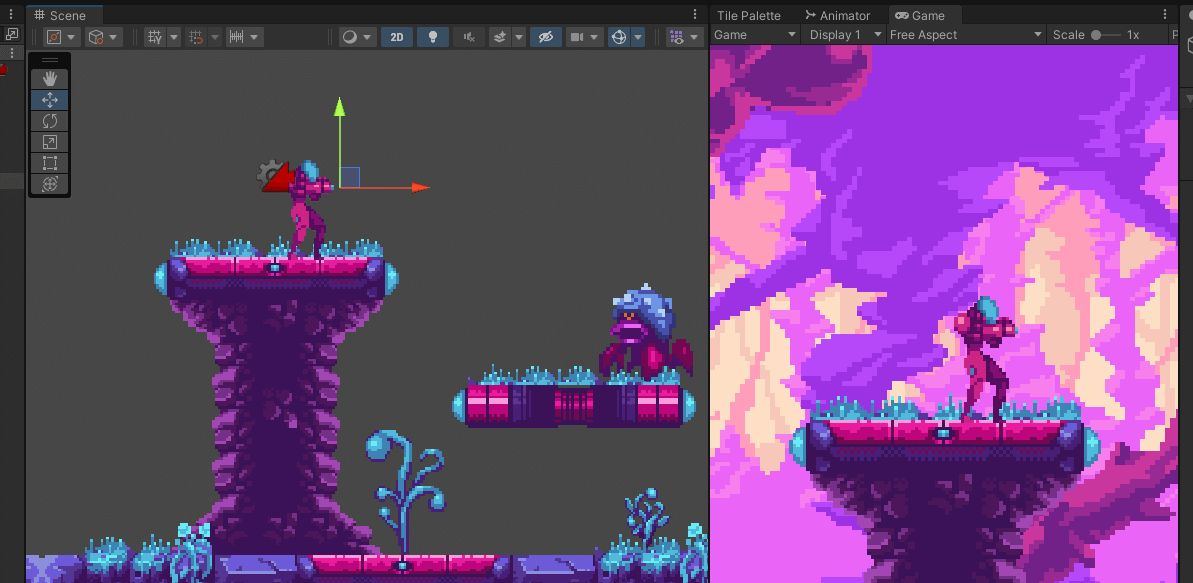 Scene
Tile Palette
Animator
Game
2D
Game
Display 1
Free Aspect
Scale
1x